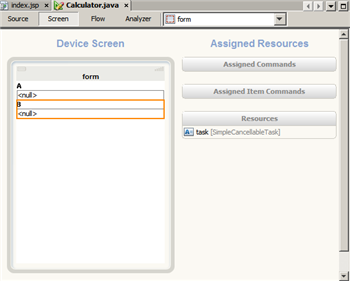 index.jsp Calculator.java
Source Screen Flow Analyzer form
Device Screen Assigned Resources
form
A
<null>
B
<null>
Assigned Commands
Assigned Item Commands
Resources
task [SimpleCancellableTask]